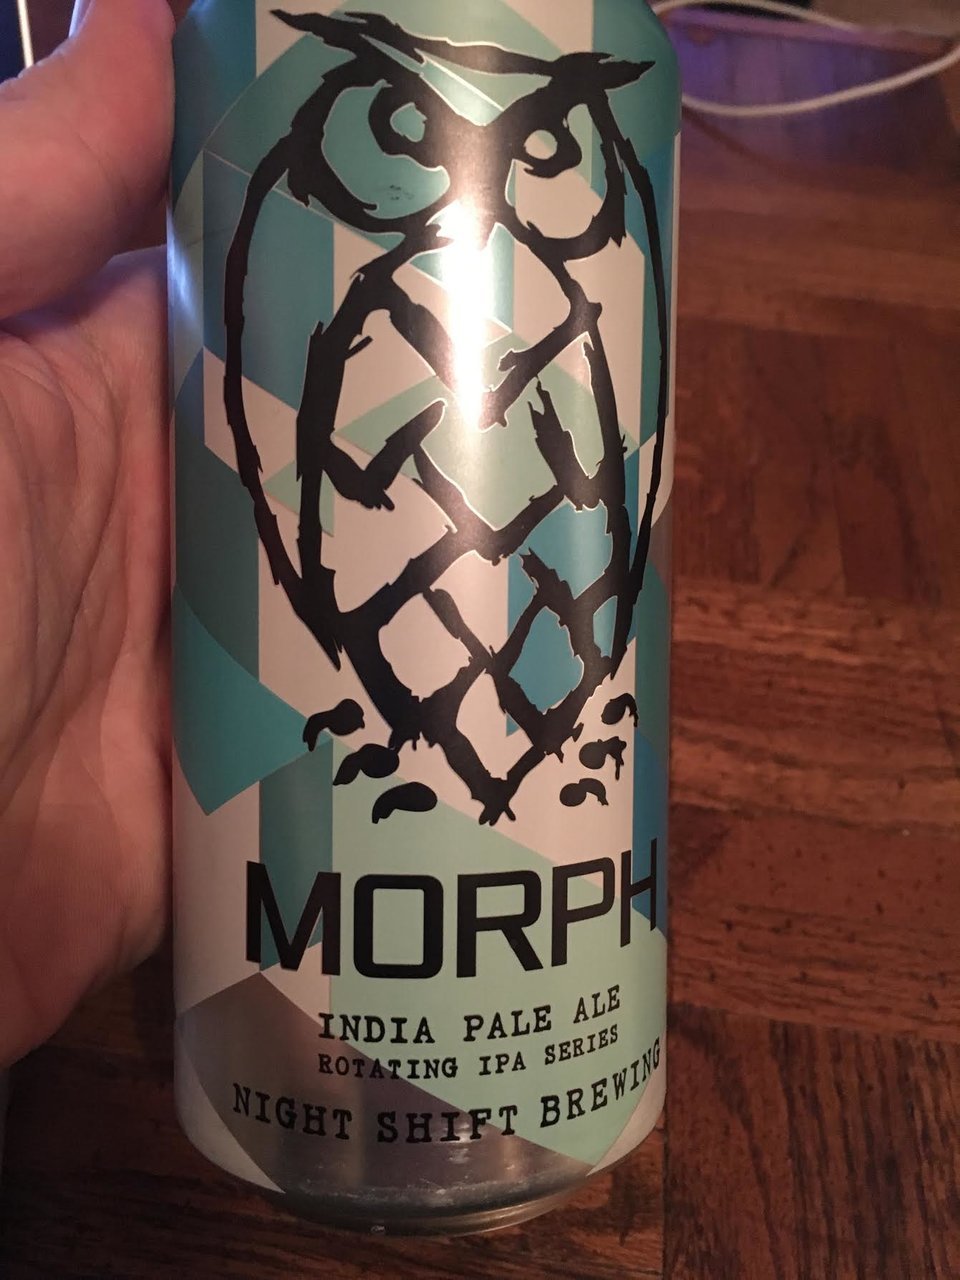 MORPH
INDIA PALE ALE
ROTATING IPA SERIES
NIGHT SHIFT BREWING